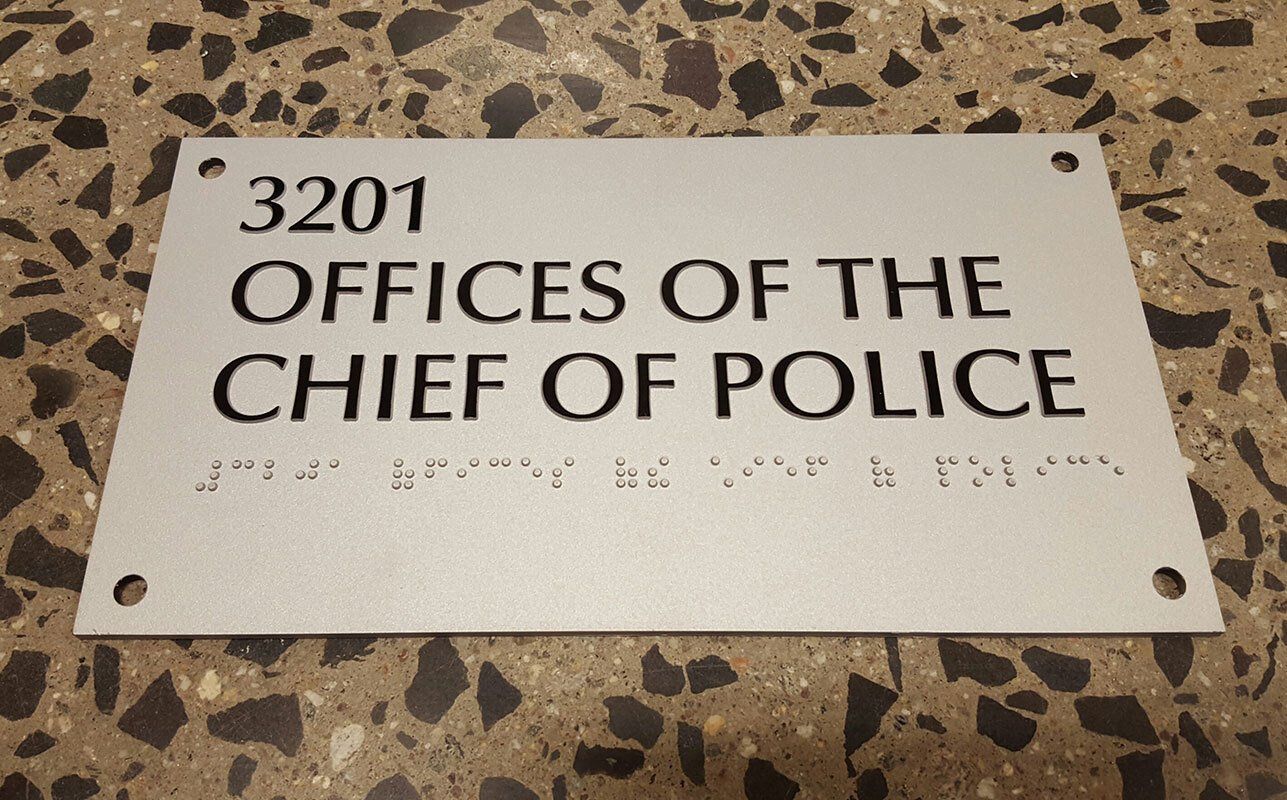 3201
OFFICES OF THE
CHIEF OF POLICE
⠼⠉⠃⠚⠁ ⠷⠋⠊⠉⠑⠎ ⠷⠮ ⠡⠊⠑⠋ ⠷ ⠏⠕⠇⠊⠉⠑